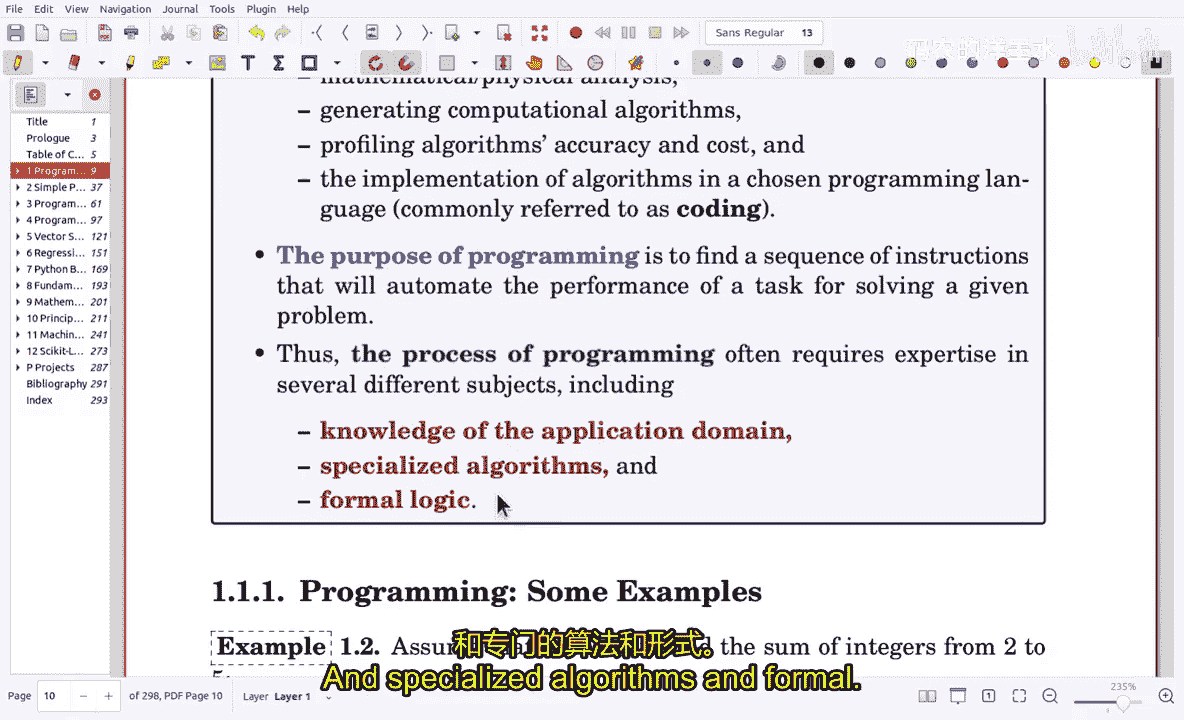 File Edit View Navigation Journal Tools Plugin Help
Sans Regular 13
Title 1
Prologue 3
Table of C... 5
1 Program... 9
2 Simple P... 37
3 Program... 61
4 Program... 97
5 Vector S... 121
6 Regressi... 151
7 Python B... 169
8 Fundam... 193
9 Mathem... 201
10 Princip... 211
11 Machin... 241
12 Scikit-L... 273
P Projects 287
Bibliography 291
Index 293
mathematical/physical analysis,
– generating computational algorithms,
– profiling algorithms’ accuracy and cost, and
– the implementation of algorithms in a chosen programming lan-
guage (commonly referred to as coding).
• The purpose of programming is to find a sequence of instructions
that will automate the performance of a task for solving a given
problem.
• Thus, the process of programming often requires expertise in
several different subjects, including
– knowledge of the application domain,
– specialized algorithms, and
– formal logic.
1.1.1. Programming: Some Examples
Example 1.2. Assu the sum of integers from 2 to
和专门的算法和形式。
And specialized algorithms and formal.
Page 10 of 298, PDF Page 10 Layer Layer 1 235%